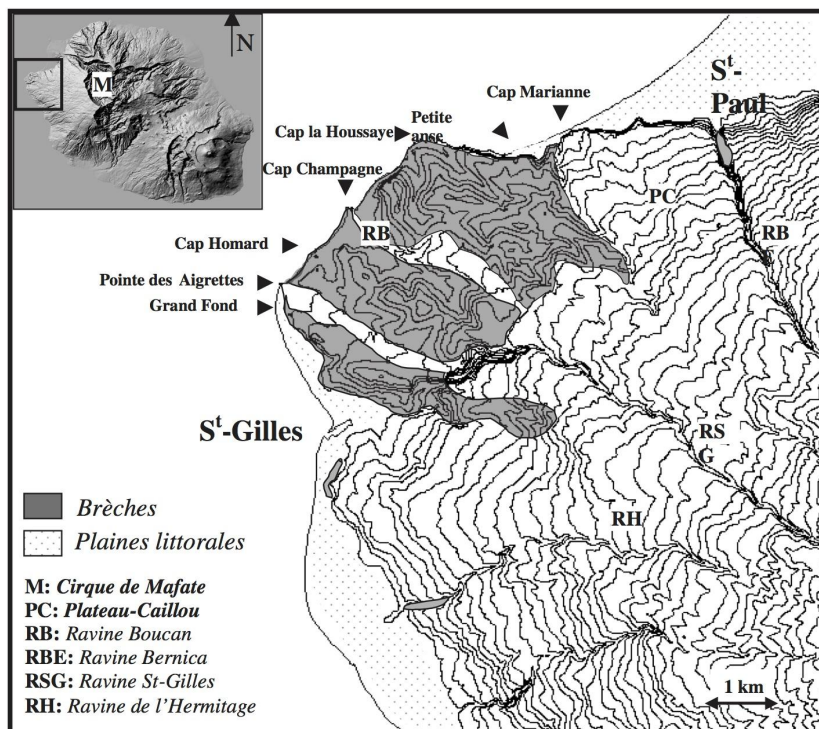 N
M
S^t-
Paul
Cap Marianne
Petite
anse
Cap la Houssaye
Cap Champagne
PC
RB
RB
Cap Homard
Pointe des Aigrettes
Grand Fond
S^t-Gilles
RS
G
RH
Brèches
Plaines littorales
M: Cirque de Mafate
PC: Plateau-Caillou
RB: Ravine Boucan
RBE: Ravine Bernica
RSG: Ravine St-Gilles
RH: Ravine de l'Hermitage
1 km